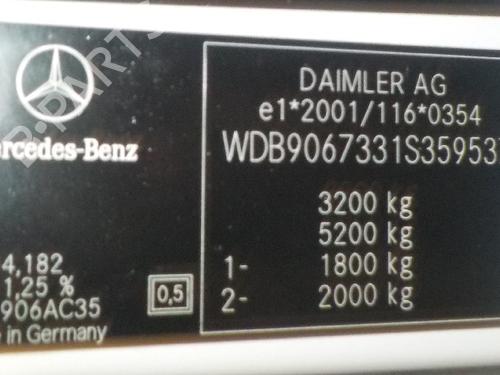 DAIMLER AG
e1*2001/116*0354
ercedes-Benz
WDB9067331S35953
3200 kg
5200 kg
4,182
1- 1800 kg
1,25 %
0,5
2- 2000 kg
906AC35
in Germany